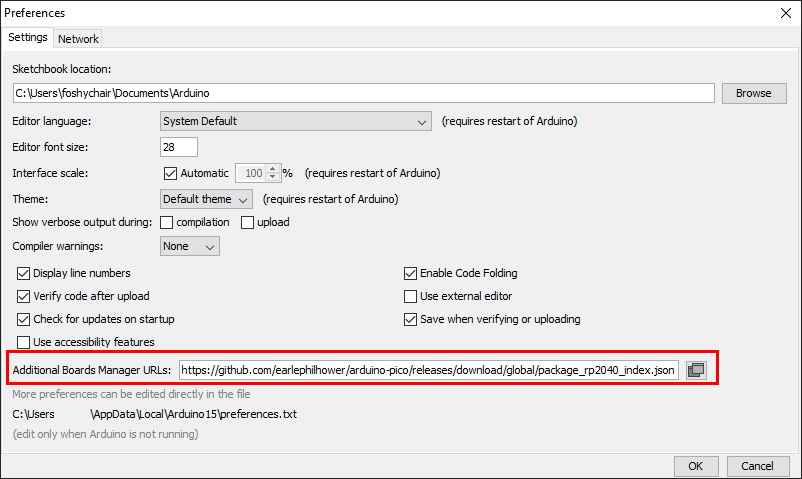 Preferences
Settings Network
Sketchbook location:
C:\Users\foshychair\Documents\Arduino Browse
Editor language: System Default (requires restart of Arduino)
Editor font size: 28
Interface scale: Automatic 100 % (requires restart of Arduino)
Theme: Default theme (requires restart of Arduino)
Show verbose output during: compilation upload
Compiler warnings: None
Display line numbers Enable Code Folding
Verify code after upload Use external editor
Check for updates on startup Save when verifying or uploading
Use accessibility features
Additional Boards Manager URLs: https://github.com/earlephilhower/arduino-pico/releases/download/global/package_rp2040_index.json
More preferences can be edited directly in the file
C:\Users \AppData\Local\Arduino15\preferences.txt
(edit only when Arduino is not running)
OK Cancel